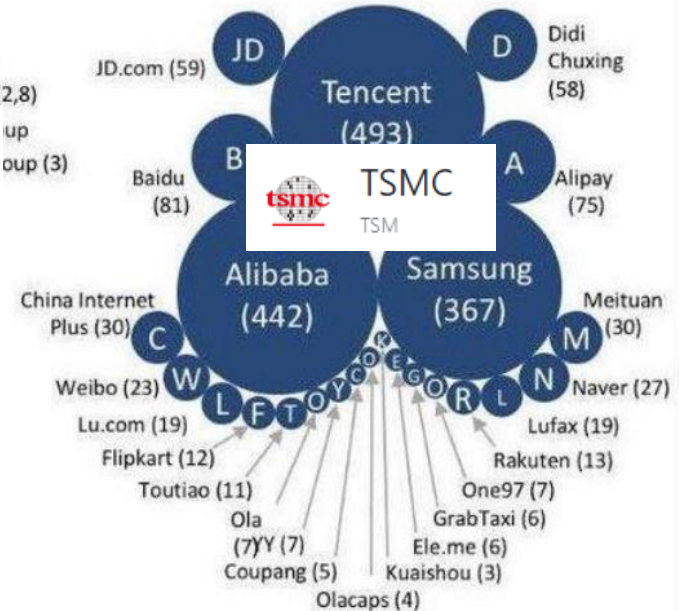 JD
JD.com (59)
D
Didi
Chuxing
(58)
Tencent
(493)
2,8)
up
oup (3)
B
Baidu
(81)
A
Alipay
(75)
tsmc
TSMC
TSM
Alibaba
(442)
Samsung
(367)
China Internet
Plus (30)
C
Meituan
(30)
M
Weibo (23)
W
N
Naver (27)
Lu.com (19)
L
F
T
O
Y
C
O
K
E
G
O
R
L
Lufax (19)
Flipkart (12)
Rakuten (13)
Toutiao (11)
One97 (7)
Ola
(7)
YY (7)
GrabTaxi (6)
Ele.me (6)
Coupang (5)
Kuaishou (3)
Olacaps (4)